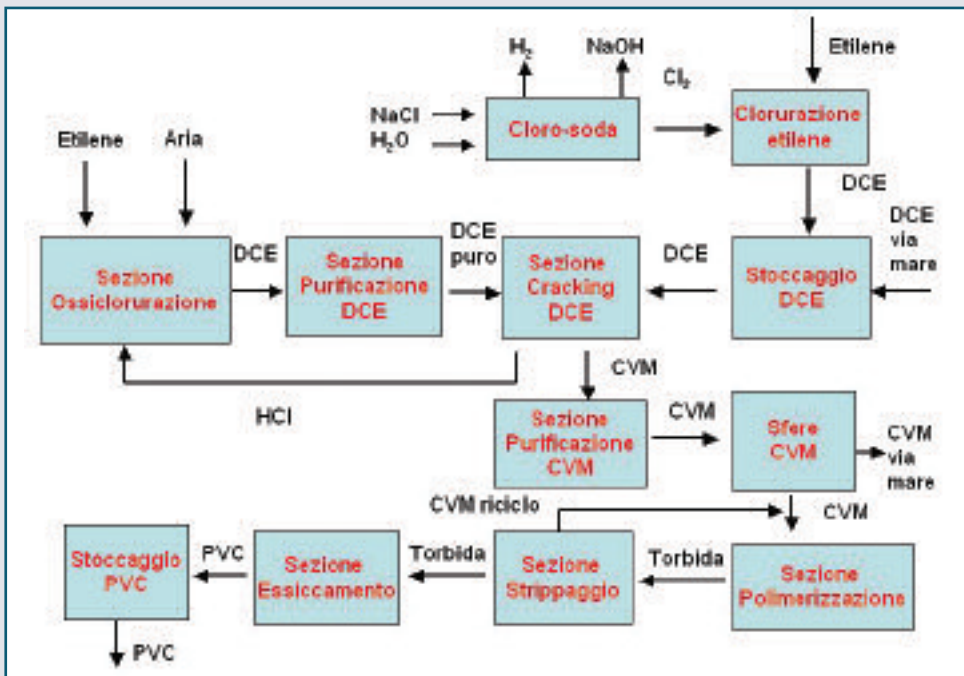 H₂
NaOH
Etilene
Cl₂
NaCl
H₂O
Cloro-soda
Clorurazione
etilene
Etilene
Aria
DCE
DCE
via
mare
Sezione
Ossiclorurazione
DCE
Sezione
Purificazione
DCE
DCE
puro
Sezione
Cracking
DCE
DCE
Stoccaggio
DCE
HCl
CVM
Sezione
Purificazione
CVM
CVM
Sfere
CVM
CVM
via
mare
CVM riciclo
CVM
Stoccaggio
PVC
PVC
Sezione
Essiccamento
Torbida
Sezione
Strippaggio
Torbida
Sezione
Polimerizzazione
PVC